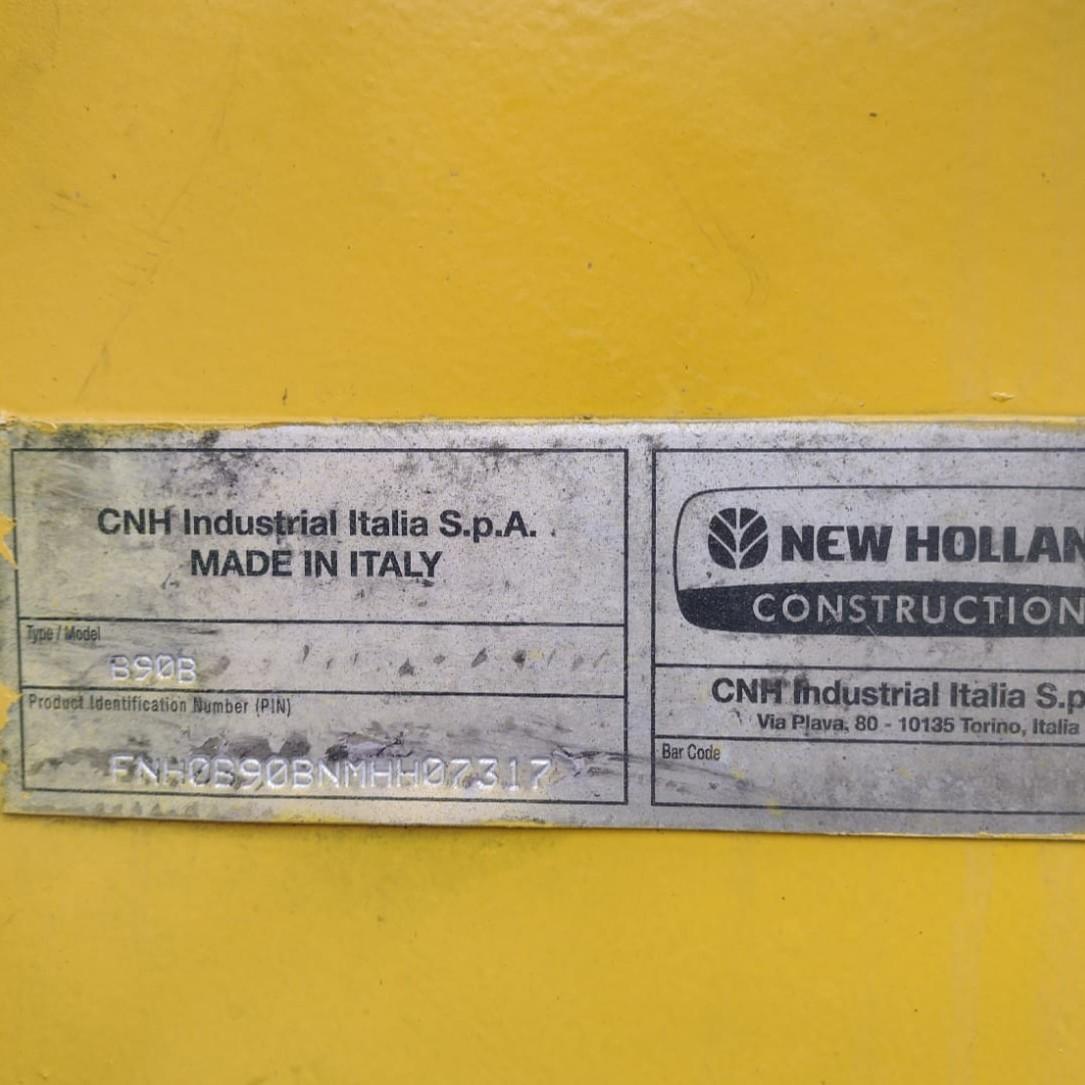 CNH Industrial Italia S.p.A.
MADE IN ITALY
Type / Model
B90B
Product Identification Number (PIN)
FNH0B90BNMHH07317
NEW HOLLAN
CONSTRUCTION
CNH Industrial Italia S.p
Via Plava, 80 - 10135 Torino, Italia
Bar Code